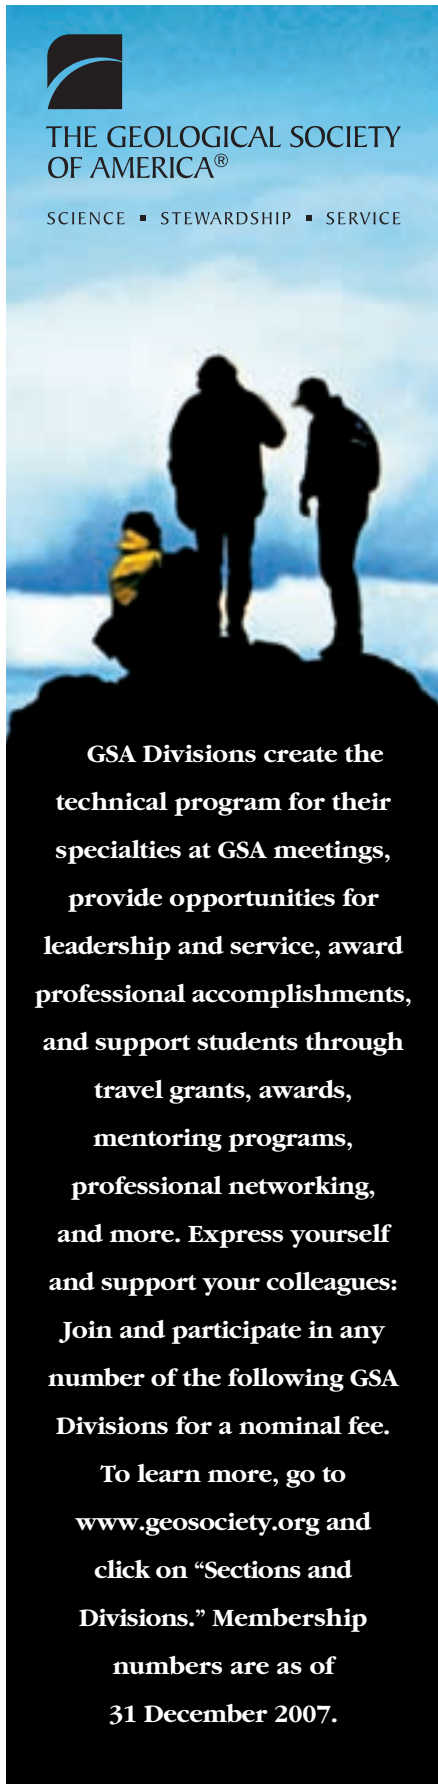 THE GEOLOGICAL SOCIETY
OF AMERICA®
SCIENCE ▪ STEWARDSHIP ▪ SERVICE
GSA Divisions create the
technical program for their
specialties at GSA meetings,
provide opportunities for
leadership and service, award
professional accomplishments,
and support students through
travel grants, awards,
mentoring programs,
professional networking,
and more. Express yourself
and support your colleagues:
Join and participate in any
number of the following GSA
Divisions for a nominal fee.
To learn more, go to
www.geosociety.org and
click on “Sections and
Divisions.” Membership
numbers are as of
31 December 2007.